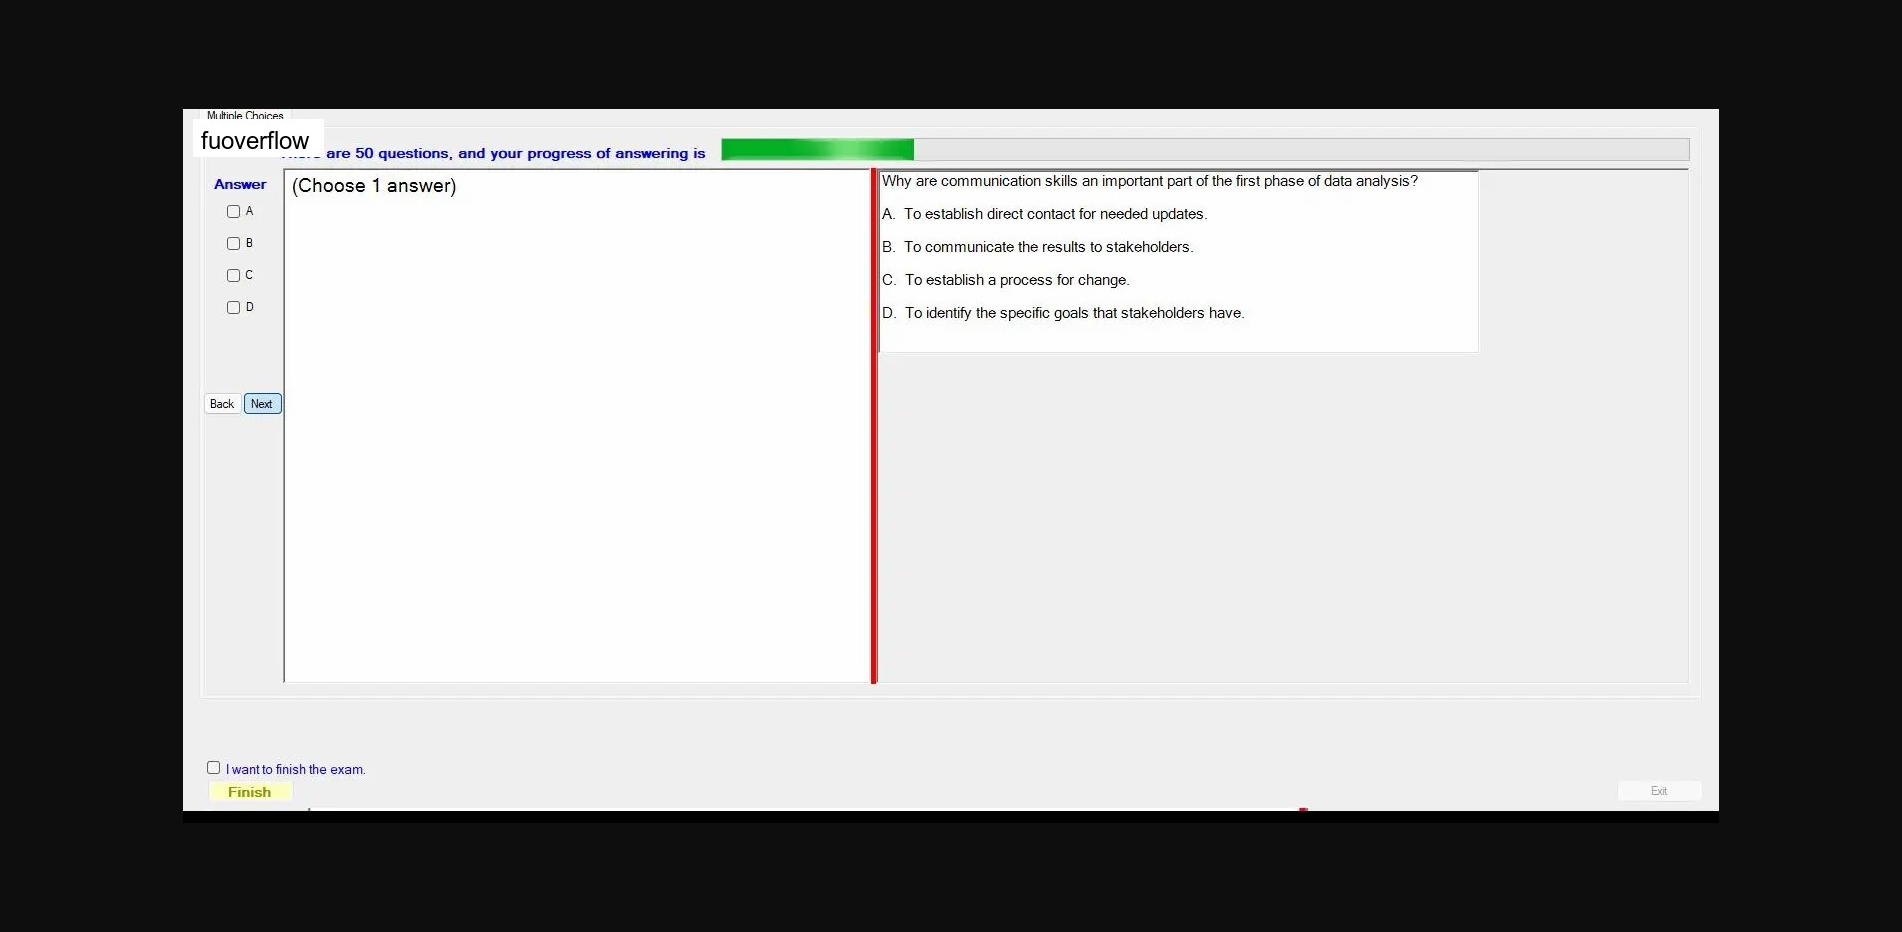 Multiple Choices
fuoverflow
are 50 questions, and your progress of answering is
Answer
A
B
C
D
Back Next
(Choose 1 answer)
Why are communication skills an important part of the first phase of data analysis?
A. To establish direct contact for needed updates.
B. To communicate the results to stakeholders.
C. To establish a process for change.
D. To identify the specific goals that stakeholders have.
I want to finish the exam.
Finish
Exit